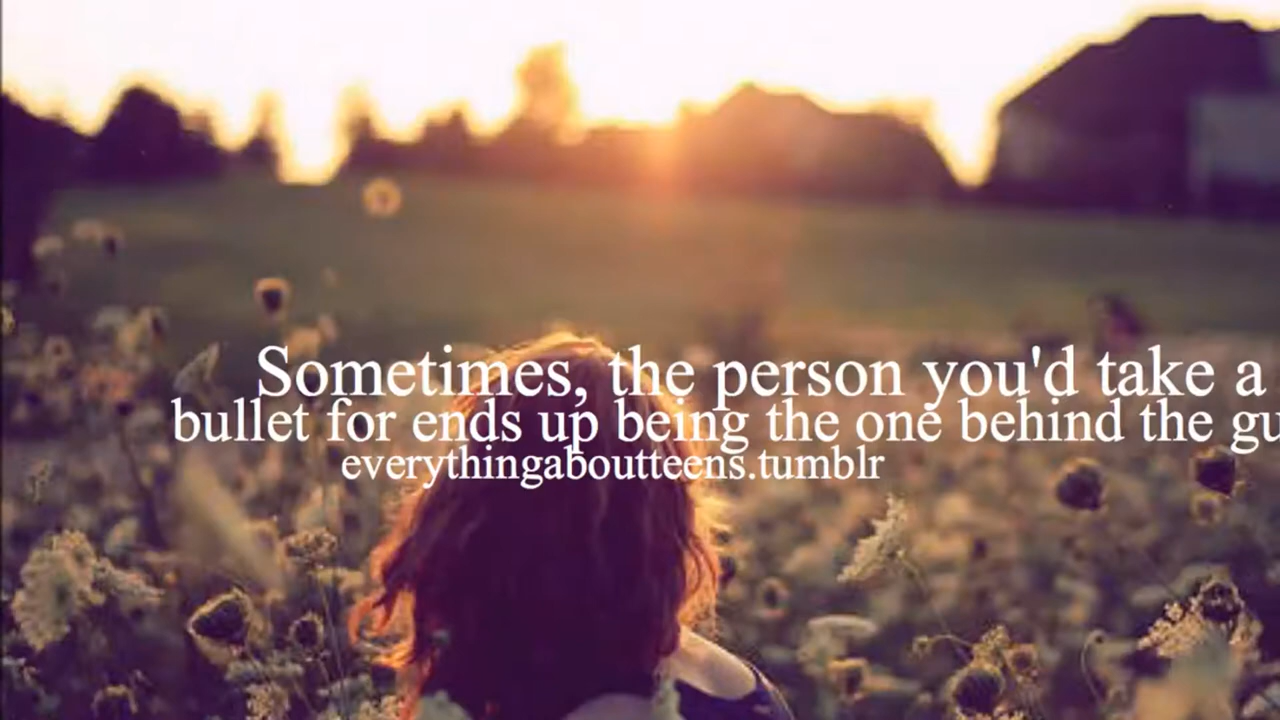 Sometimes, the person you'd take a
bullet for ends up being the one behind the gu
everythingaboutteens.tumblr